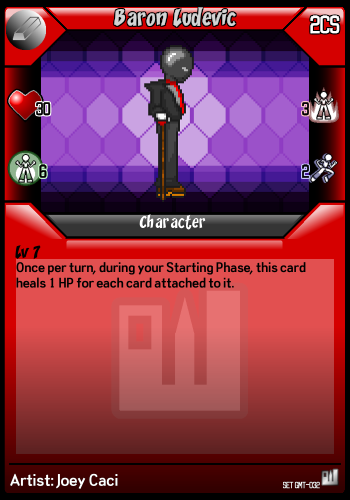 Baron Ludevic
2CS
30
3
6
2
Character
Lv 7
Once per turn, during your Starting Phase, this card
heals 1 HP for each card attached to it.
Artist: Joey Caci
SET GMT-032